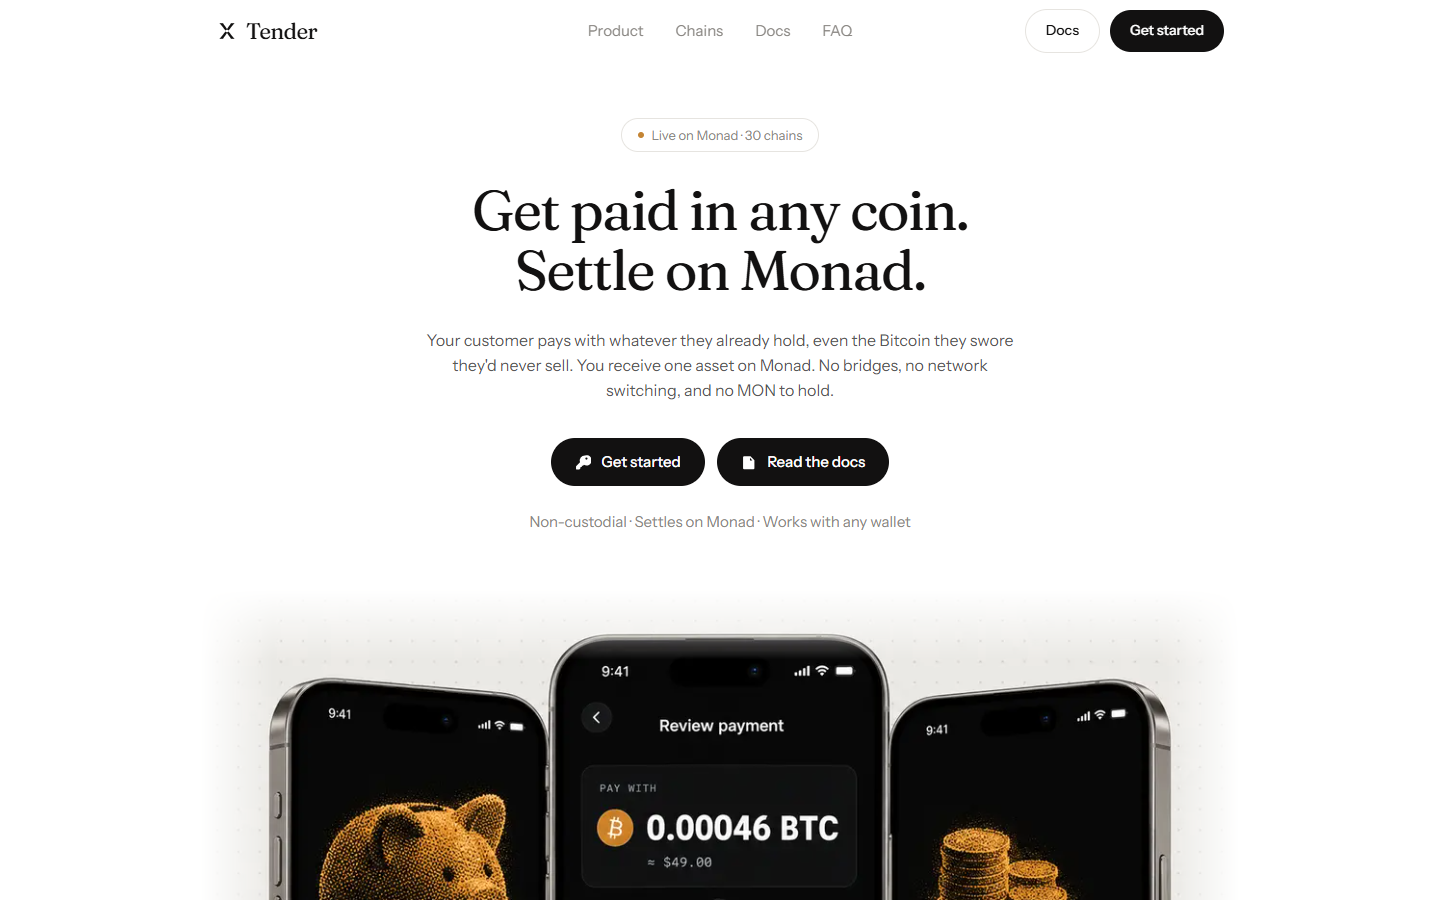 Tender
Product
Chains
Docs
FAQ
Docs
Get started
Live on Monad · 30 chains
Get paid in any coin.
Settle on Monad.
Your customer pays with whatever they already hold, even the Bitcoin they swore
they'd never sell. You receive one asset on Monad. No bridges, no network
switching, and no MON to hold.
Get started
Read the docs
Non-custodial · Settles on Monad · Works with any wallet
9:41
9:41
9:41
Review payment
PAY WITH
0.00046 BTC
≈ $49.00